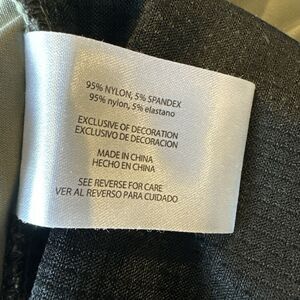 95% NYLON, 5% SPANDEX
95% nylon, 5% elastano
EXCLUSIVE OF DECORATION
EXCLUSIVO DE DECORACION
MADE IN CHINA
HECHO EN CHINA
SEE REVERSE FOR CARE
VER AL REVERSO PARA CUIDADO